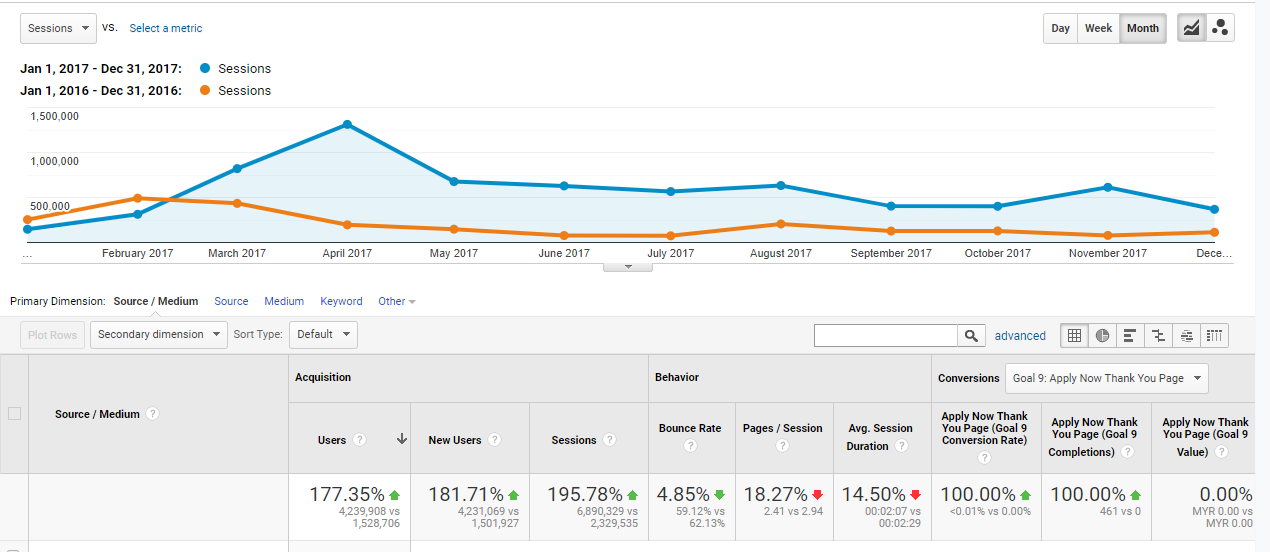 Sessions vs. Select a metric Day Week Month
Jan 1, 2017 - Dec 31, 2017: Sessions
Jan 1, 2016 - Dec 31, 2016: Sessions
1,500,000
1,000,000
500,000
... February 2017 March 2017 April 2017 May 2017 June 2017 July 2017 August 2017 September 2017 October 2017 November 2017 Dece...
Primary Dimension: Source / Medium Source Medium Keyword Other
Plot Rows Secondary dimension Sort Type: Default advanced
Source / Medium ?
Acquisition
Users ?
New Users ?
Sessions ?
Behavior
Bounce Rate
?
Pages / Session
?
Avg. Session
Duration ?
Conversions Goal 9: Apply Now Thank You Page
Apply Now Thank
You Page (Goal 9
Conversion Rate)
?
Apply Now Thank
You Page (Goal 9
Completions) ?
Apply Now Thank
You Page (Goal 9
Value) ?
177.35%
4,239,908 vs
1,528,706
181.71%
4,231,069 vs
1,501,927
195.78%
6,890,329 vs
2,329,535
4.85%
59.12% vs
62.13%
18.27%
2.41 vs 2.94
14.50%
00:02:07 vs
00:02:29
100.00%
<0.01% vs 0.00%
100.00%
461 vs 0
0.00%
MYR 0.00 vs
MYR 0.00